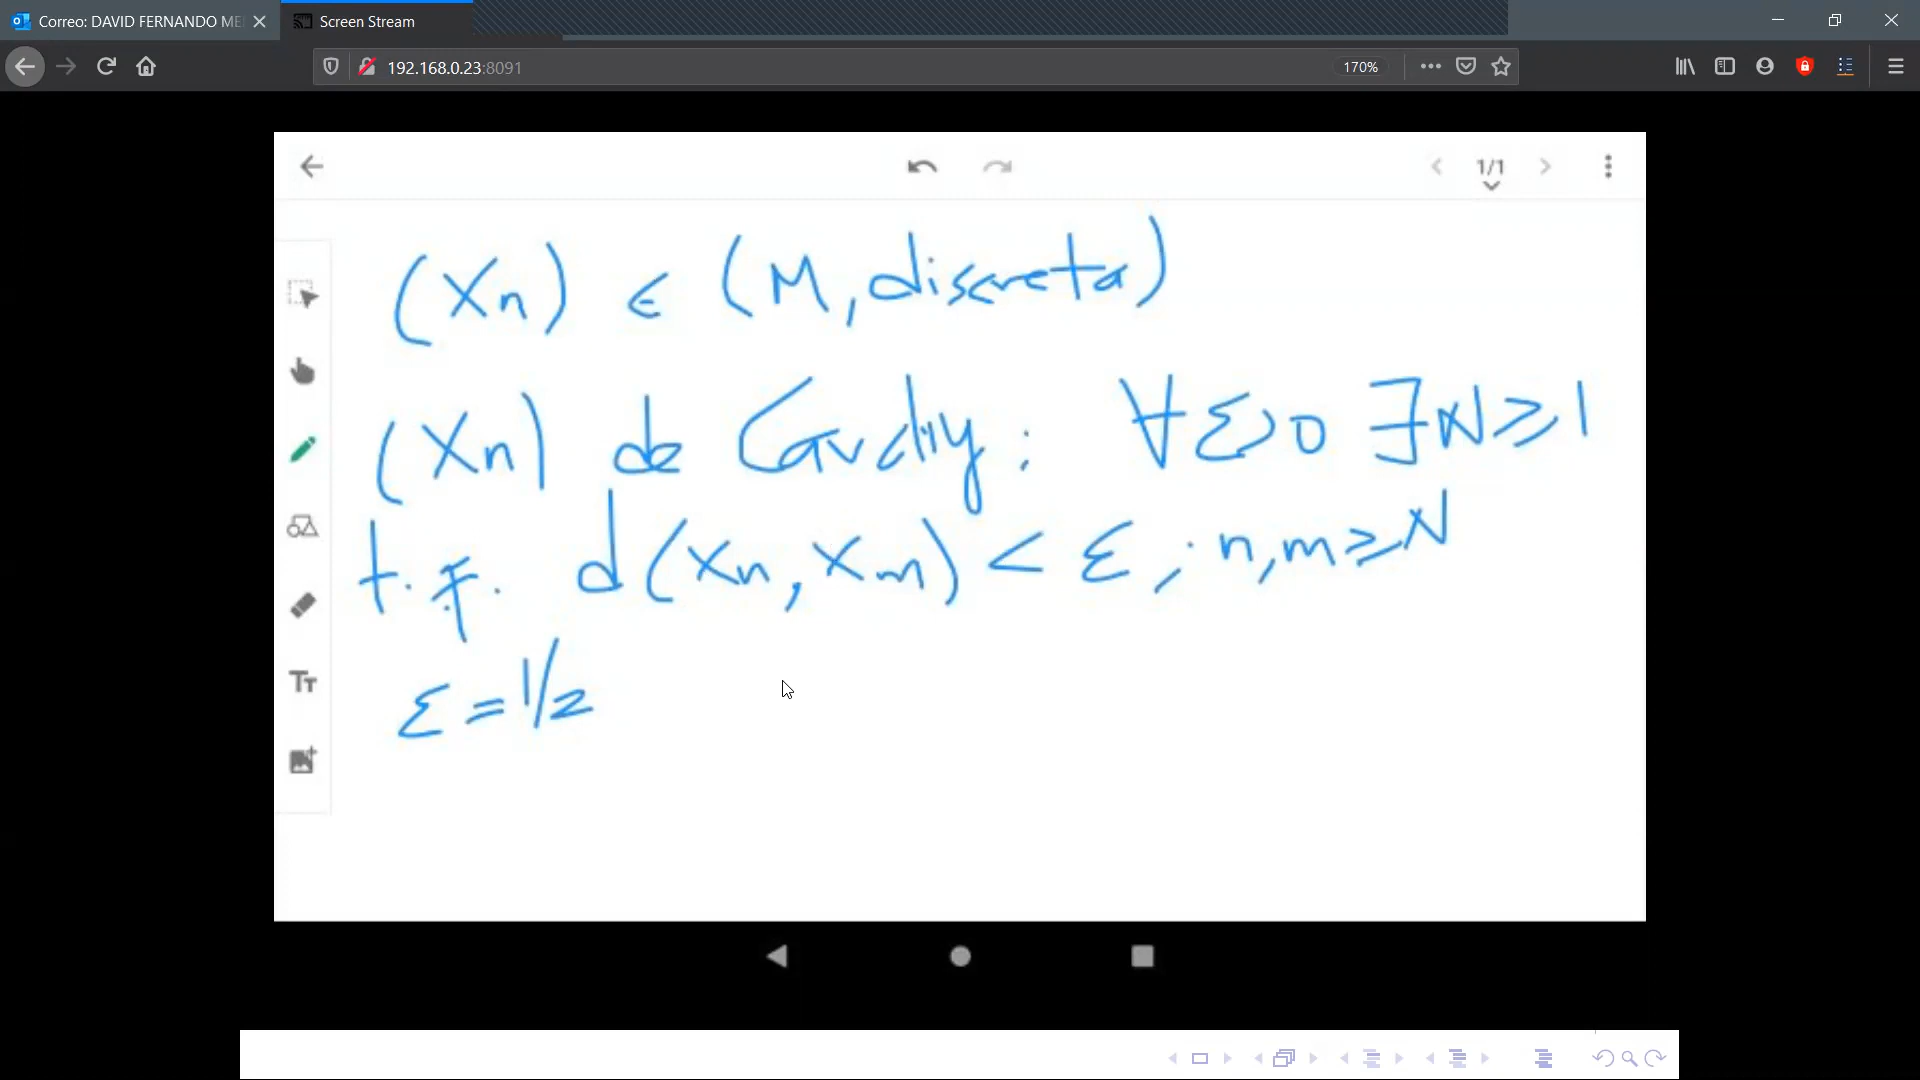 Correo: DAVID FERNANDO ME
Screen Stream
192.168.0.23:8091
170%
1/1
(Xn) ∈ (M, discreta)
(Xn) de Cauchy: ∀ε>0 ∃N≥1
t.q. d(xn, xm) < ε; n,m≥N
Tт
ε = 1/2